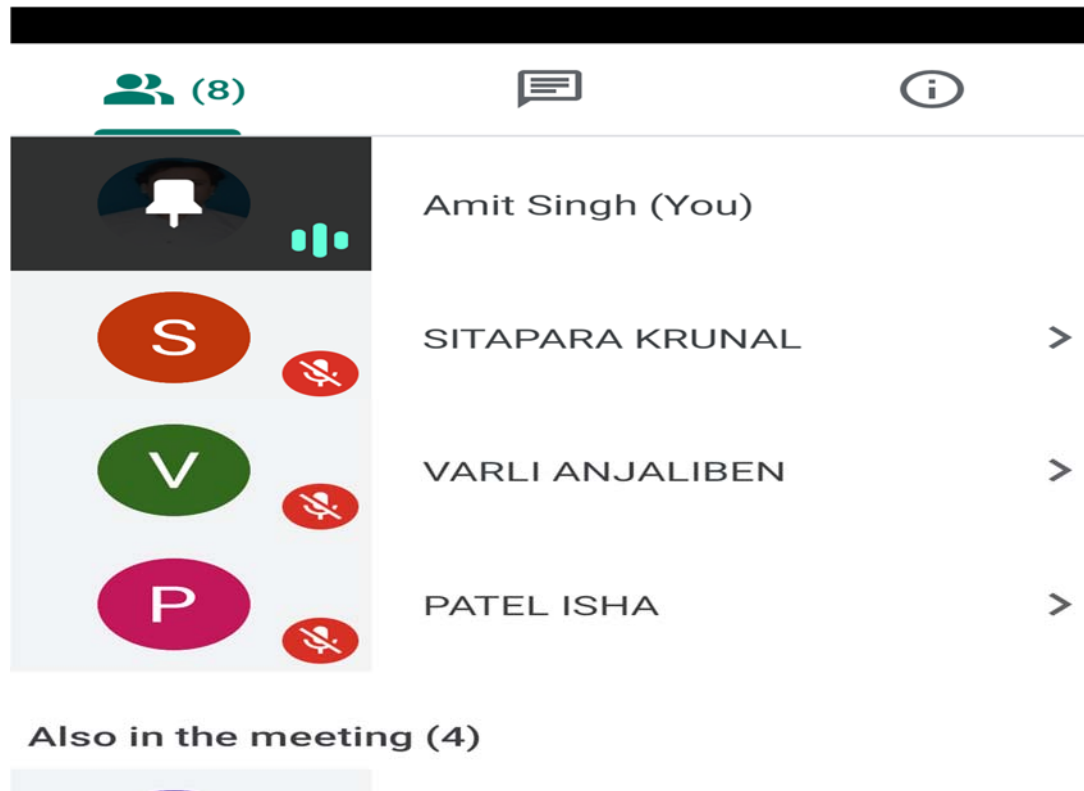 (8)
Amit Singh (You)
S
SITAPARA KRUNAL
V
VARLI ANJALIBEN
P
PATEL ISHA
Also in the meeting (4)